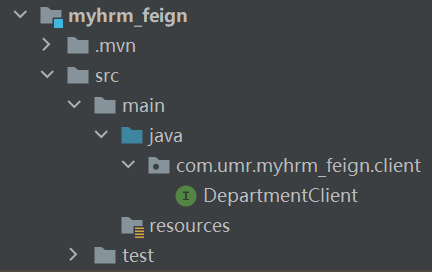 myhrm_feign
.mvn
src
main
java
com.umr.myhrm_feign.client
I DepartmentClient
resources
test